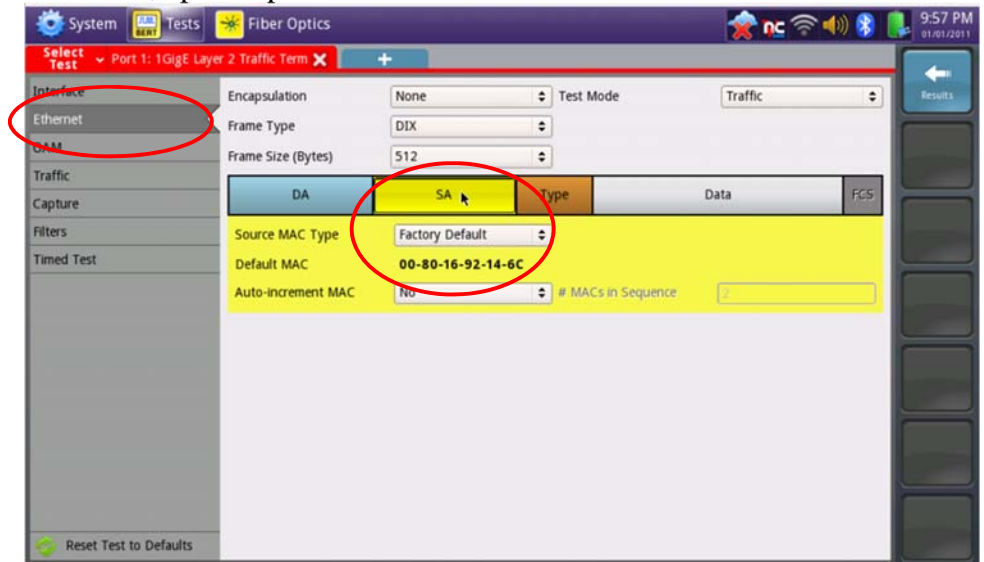 System BERT Tests Fiber Optics nc 9:57 PM
01/01/2011
Select Test Port 1: 1GigE Layer 2 Traffic Term X +
Results
Interface
Ethernet
OAM
Traffic
Capture
Filters
Timed Test
Encapsulation None Test Mode Traffic
Frame Type DIX
Frame Size (Bytes) 512
DA SA Type Data FCS
Source MAC Type Factory Default
Default MAC 00-80-16-92-14-6C
Auto-increment MAC No # MACs in Sequence 2
Reset Test to Defaults